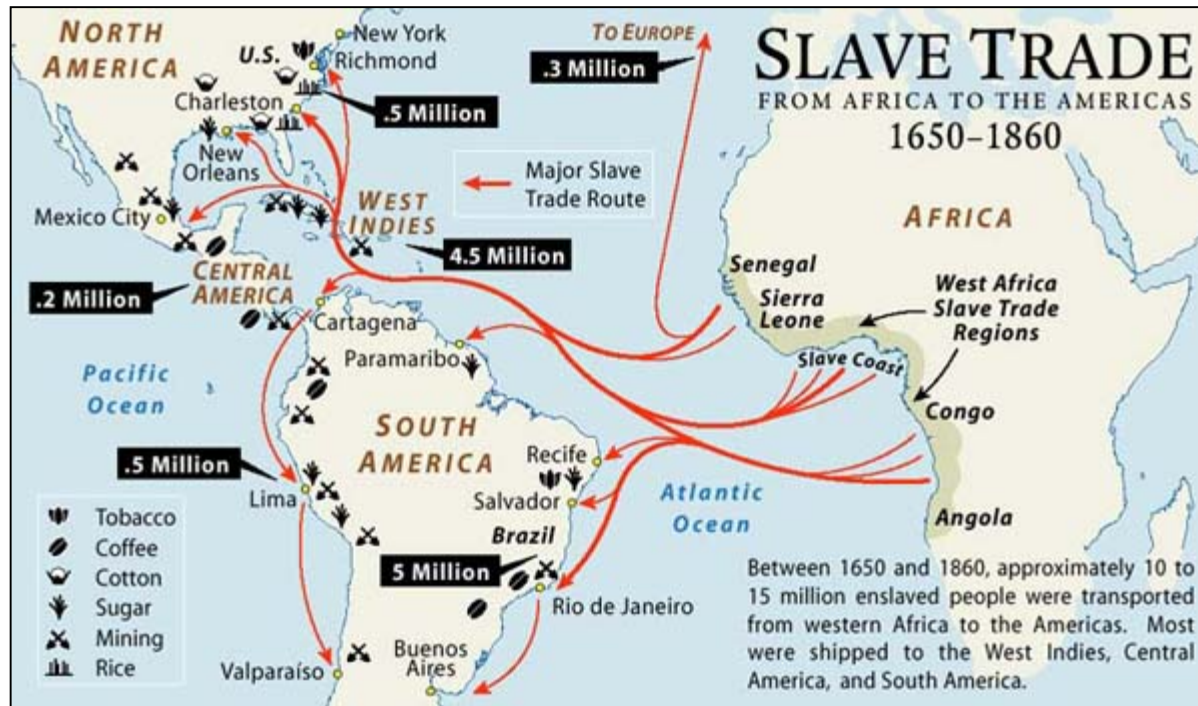 SLAVE TRADE
FROM AFRICA TO THE AMERICAS
1650–1860
NORTH
AMERICA
U.S.
New York
Richmond
Charleston
.5 Million
New
Orleans
Mexico City
TO EUROPE
.3 Million
Major Slave
Trade Route
WEST
INDIES
4.5 Million
CENTRAL
AMERICA
.2 Million
Cartagena
Paramaribo
Pacific
Ocean
SOUTH
AMERICA
.5 Million
Lima
Recife
Salvador
Brazil
5 Million
Rio de Janeiro
Buenos
Aires
Valparaíso
Atlantic
Ocean
AFRICA
Senegal
Sierra
Leone
West Africa
Slave Trade
Regions
Slave Coast
Congo
Angola
Tobacco
Coffee
Cotton
Sugar
Mining
Rice
Between 1650 and 1860, approximately 10 to
15 million enslaved people were transported
from western Africa to the Americas. Most
were shipped to the West Indies, Central
America, and South America.